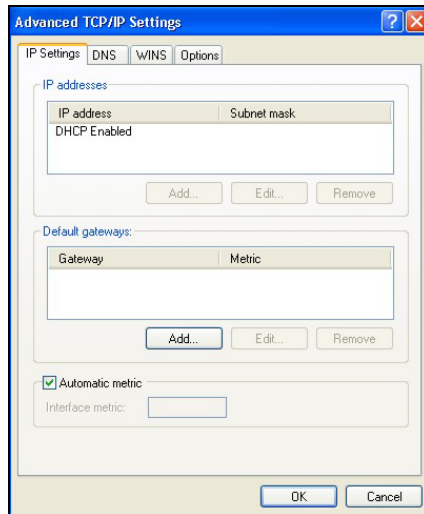 Advanced TCP/IP Settings
IP Settings DNS WINS Options
IP addresses
IP address Subnet mask
DHCP Enabled
Add... Edit... Remove
Default gateways:
Gateway Metric
Add... Edit... Remove
Automatic metric
Interface metric:
OK Cancel